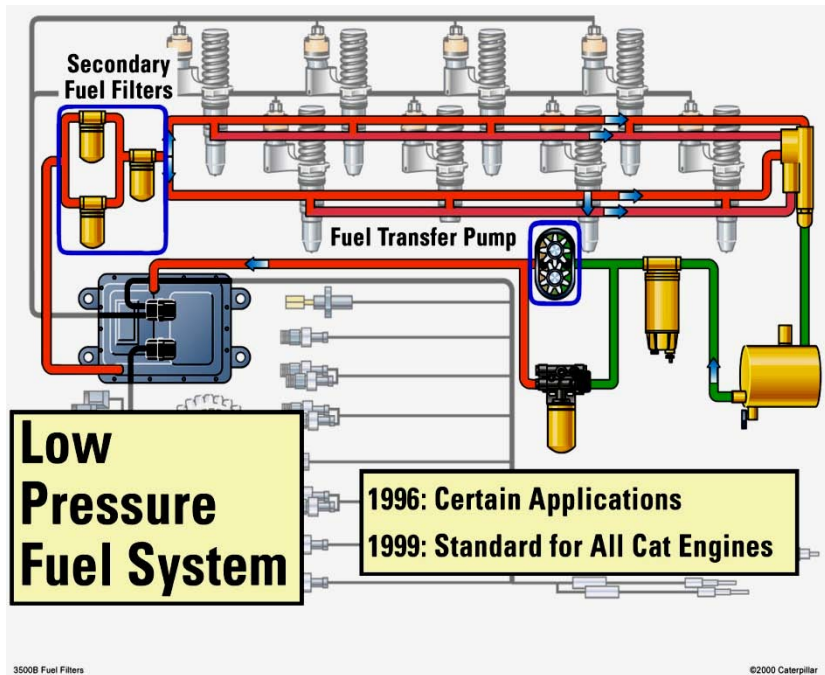 Secondary
Fuel Filters
Fuel Transfer Pump
Low
Pressure
Fuel System
1996: Certain Applications
1999: Standard for All Cat Engines
3500B Fuel Filters
©2000 Caterpillar